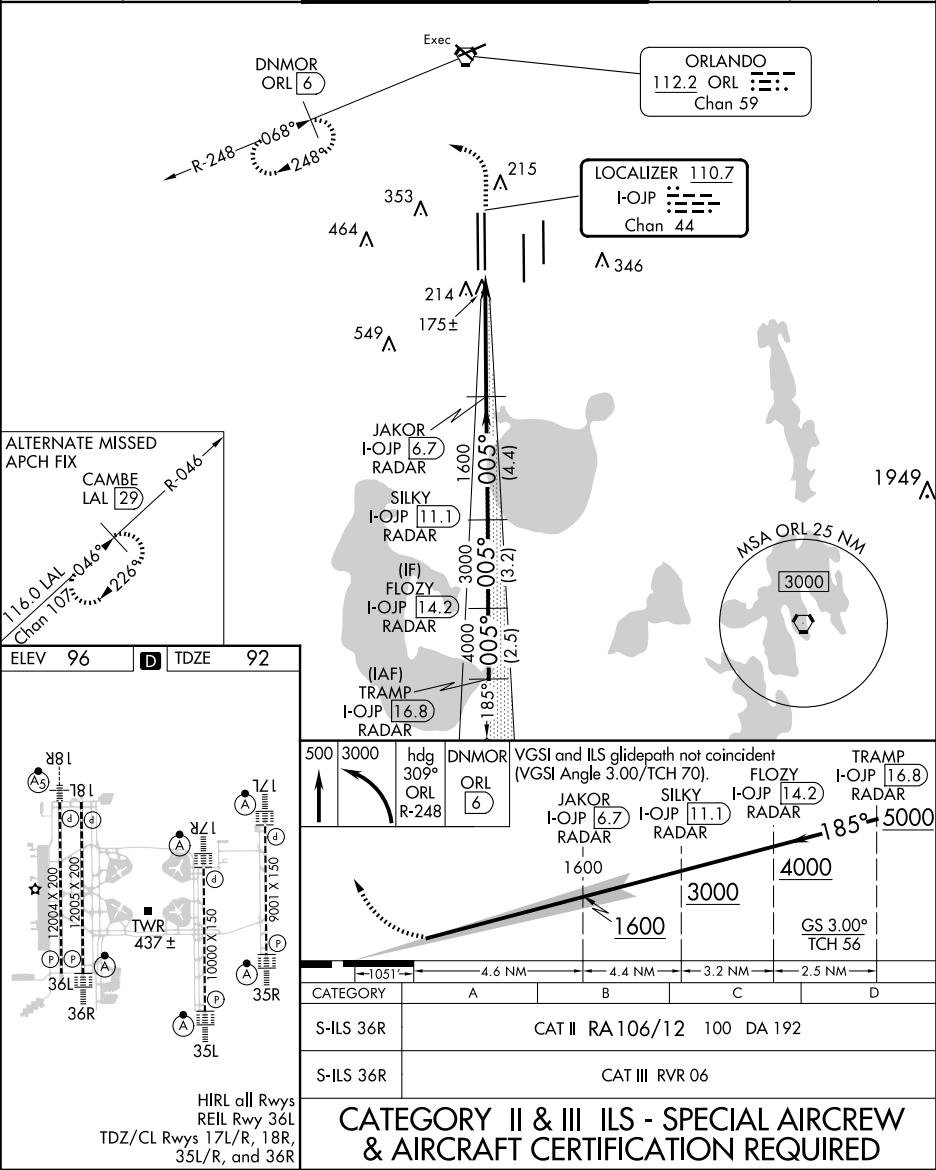 Exec
DNMOR
ORL 6
ORLANDO
112.2 ORL
Chan 59
R-248
068°
248°
LOCALIZER 110.7
I-OJP
Chan 44
215
353
464
346
214
175±
549
JAKOR
I-OJP 6.7
RADAR
1600
005°
(4.4)
SILKY
I-OJP 11.1
RADAR
3000
005°
(3.2)
(IF)
FLOZY
I-OJP 14.2
RADAR
4000
005°
(2.5)
(IAF)
TRAMP
I-OJP 16.8
RADAR
185°
1949
MSA ORL 25 NM
3000
ALTERNATE MISSED
APCH FIX
CAMBE
LAL 29
R-046
046°
226°
116.0 LAL
Chan 107
ELEV 96
D
TDZE 92
18R
A5
18L
17L
A
17R
A
P
P
P
P
12004 X 200
12005 X 200
TWR
437 ±
10000 X 150
9001 X 150
P
P
A
36L
36R
P
A
35R
P
A
35L
HIRL all Rwys
REIL Rwy 36L
TDZ/CL Rwys 17L/R, 18R,
35L/R, and 36R
500
3000
hdg
309°
ORL
R-248
DNMOR
ORL
6
VGSI and ILS glidepath not coincident
(VGSI Angle 3.00/TCH 70).
JAKOR
I-OJP 6.7
RADAR
SILKY
I-OJP 11.1
RADAR
FLOZY
I-OJP 14.2
RADAR
TRAMP
I-OJP 16.8
RADAR
185°
5000
4000
3000
1600
1600
GS 3.00°
TCH 56
1051'
4.6 NM
4.4 NM
3.2 NM
2.5 NM
CATEGORY A B C D
S-ILS 36R CAT II RA 106/12 100 DA 192
S-ILS 36R CAT III RVR 06
CATEGORY II & III ILS - SPECIAL AIRCREW
& AIRCRAFT CERTIFICATION REQUIRED